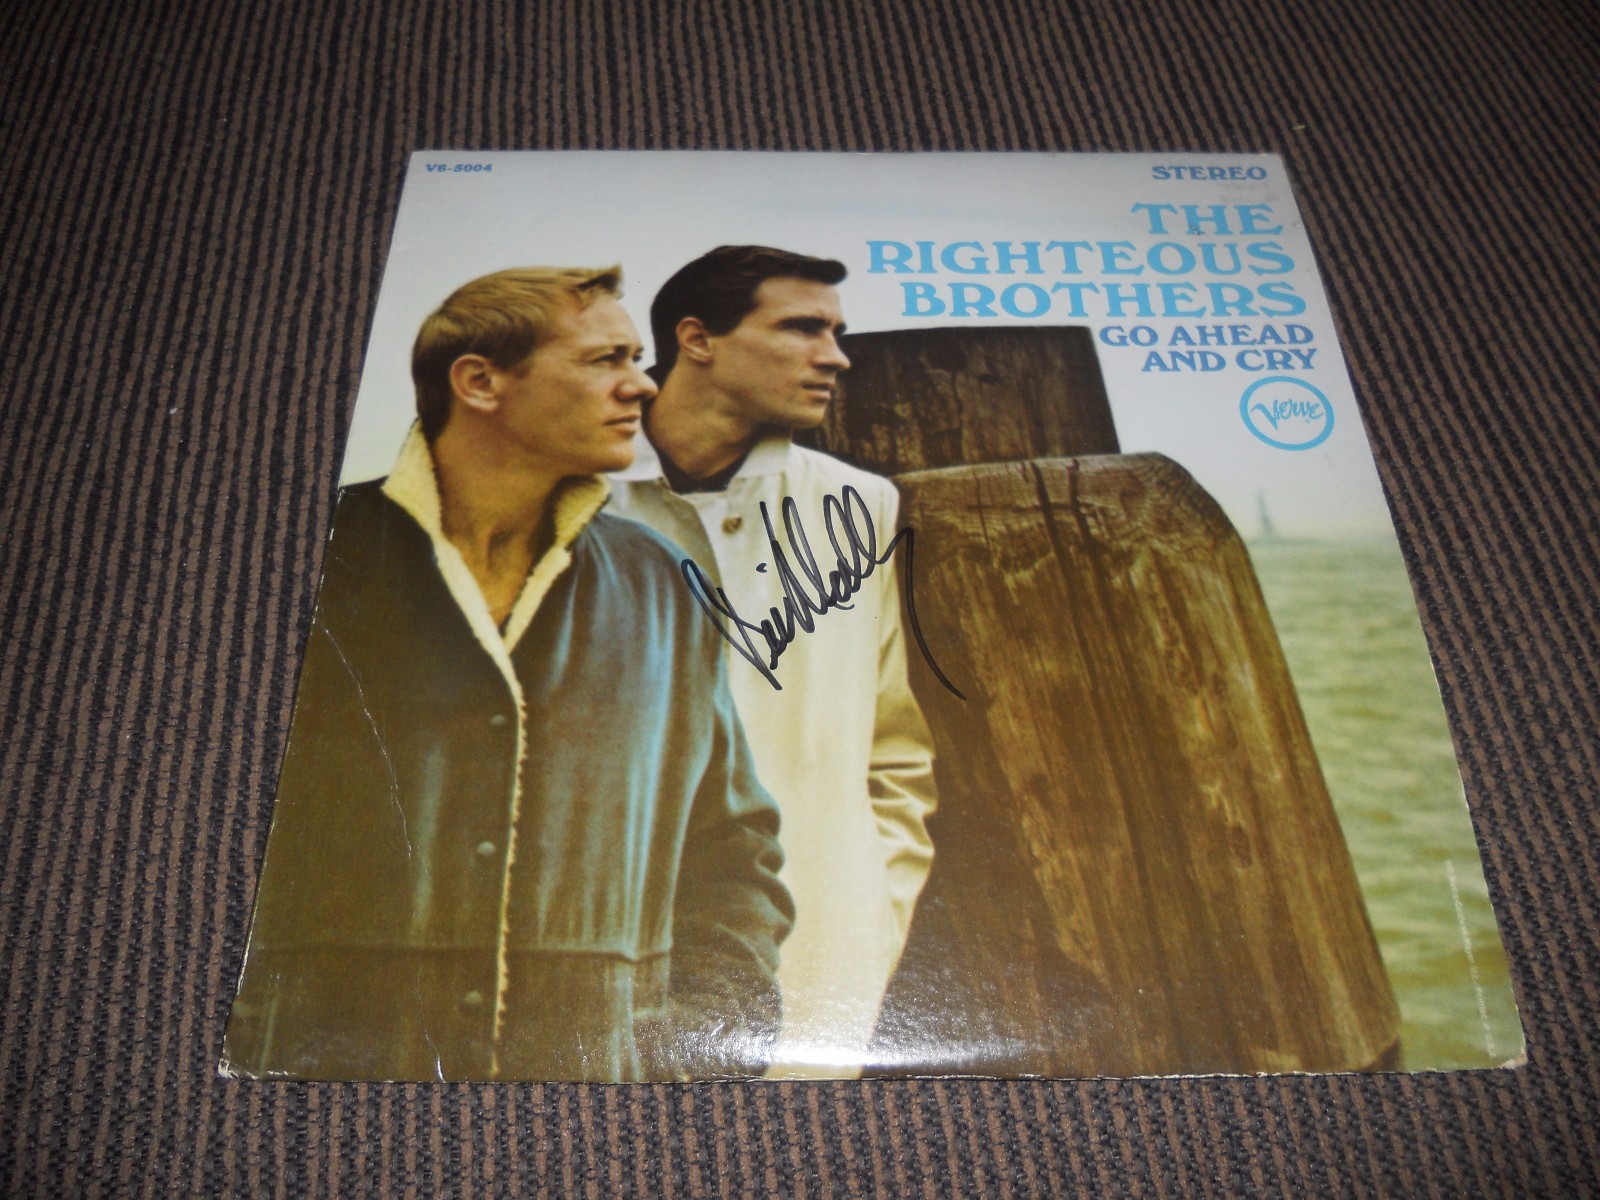 V6-5004
STEREO
THE
RIGHTEOUS
BROTHERS
GO AHEAD
AND CRY
Verve